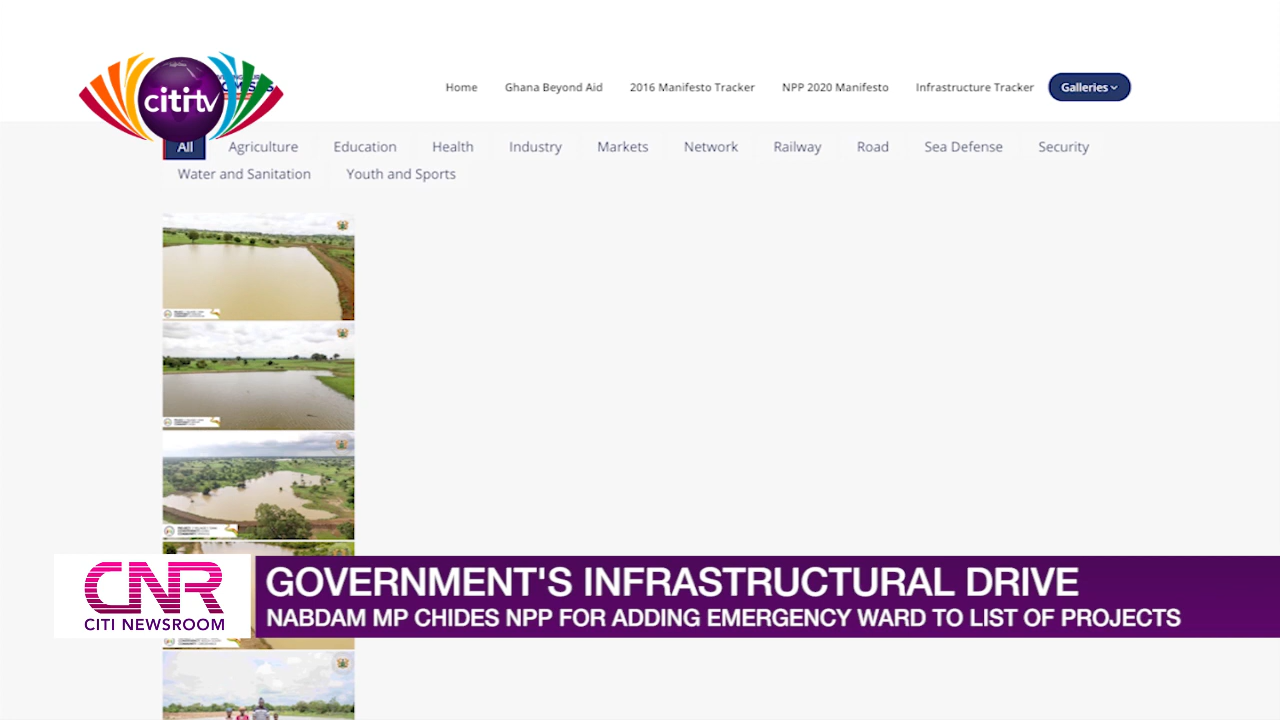 citi tv
Home Ghana Beyond Aid 2016 Manifesto Tracker NPP 2020 Manifesto Infrastructure Tracker Galleries
All Agriculture Education Health Industry Markets Network Railway Road Sea Defense Security
Water and Sanitation Youth and Sports
CNR
CITI NEWSROOM
GOVERNMENT'S INFRASTRUCTURAL DRIVE
NABDAM MP CHIDES NPP FOR ADDING EMERGENCY WARD TO LIST OF PROJECTS